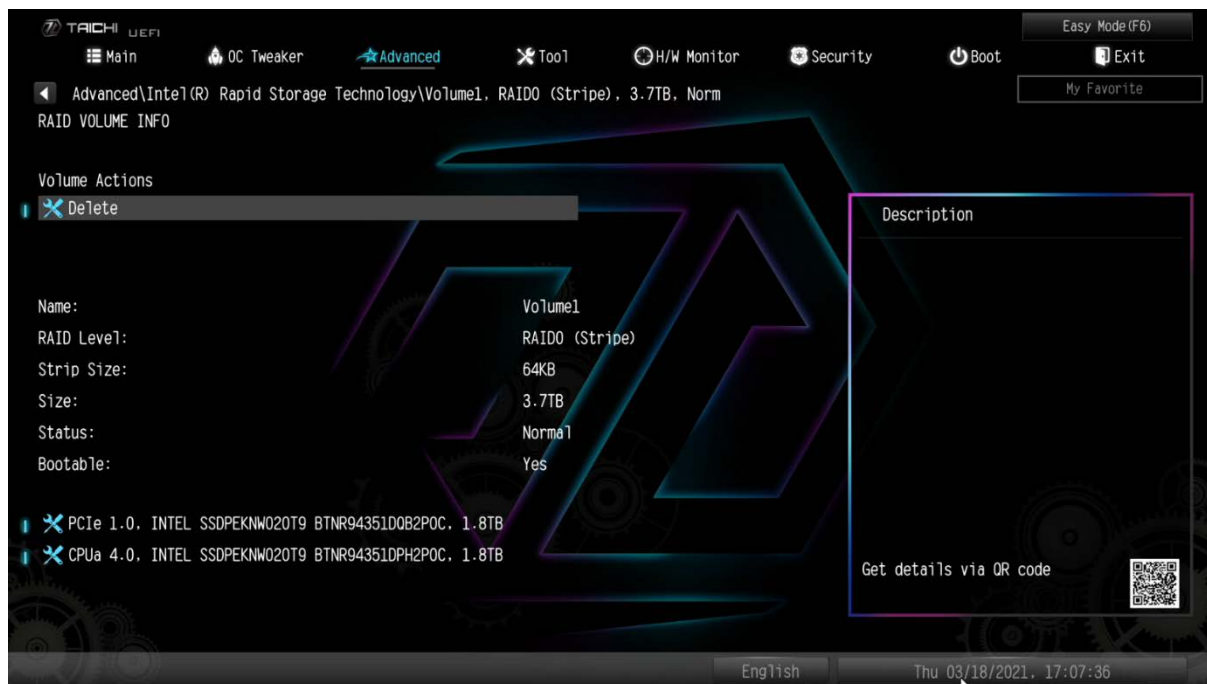 TAICHI UEFI
Easy Mode(F6)
Main OC Tweaker Advanced Tool H/W Monitor Security Boot Exit
Advanced\Intel(R) Rapid Storage Technology\Volume1, RAID0 (Stripe), 3.7TB, Norm
My Favorite
RAID VOLUME INFO
Volume Actions
Delete
Description
Name: Volume1
RAID Level: RAID0 (Stripe)
Strip Size: 64KB
Size: 3.7TB
Status: Normal
Bootable: Yes
PCIe 1.0, INTEL SSDPEKNW020T9 BTNR94351DQB2P0C, 1.8TB
CPUa 4.0, INTEL SSDPEKNW020T9 BTNR94351DPH2P0C, 1.8TB
Get details via QR code
English
Thu 03/18/2021, 17:07:36